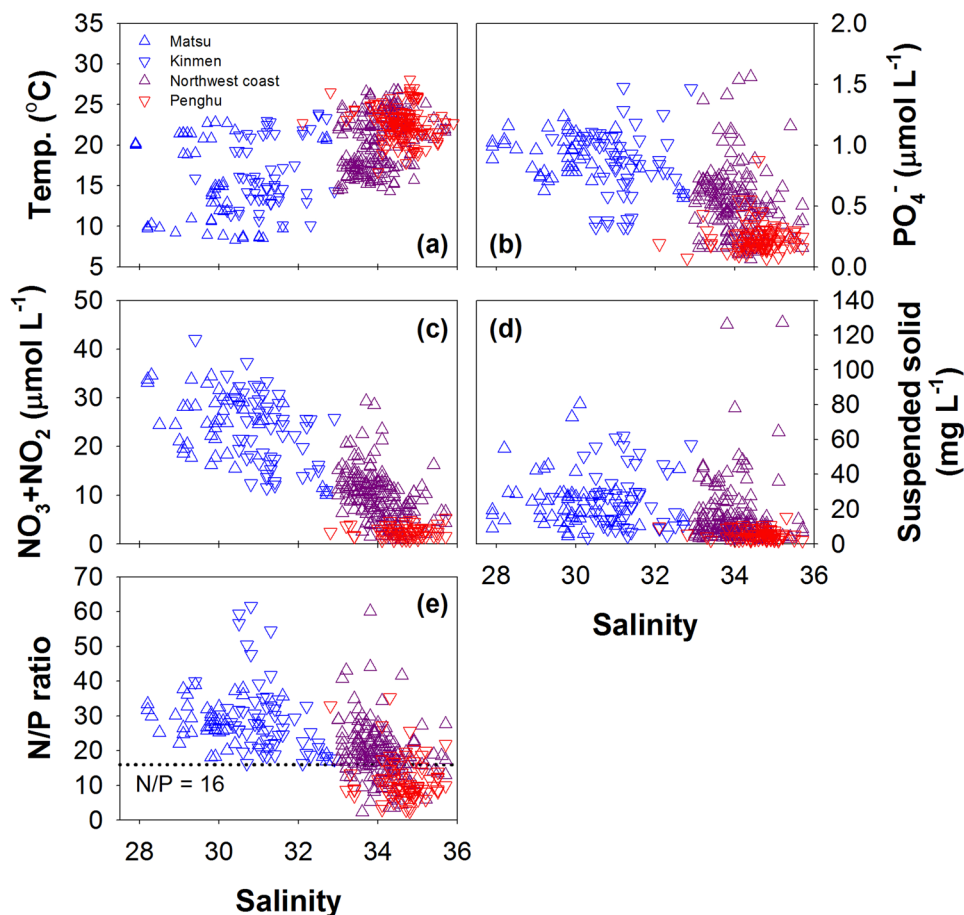 35
30
25
20
15
10
5
Temp. (°C)
Matsu
Kinmen
Northwest coast
Penghu
(a)
(b)
2.0
1.5
1.0
0.5
0.0
PO₄⁻ (μmol L⁻¹)
50
40
30
20
10
0
NO₃+NO₂ (μmol L⁻¹)
(c)
(d)
140
120
100
80
60
40
20
0
Suspended solid
(mg L⁻¹)
28 30 32 34 36
Salinity
70
60
50
40
30
20
10
0
N/P ratio
(e)
N/P = 16
28 30 32 34 36
Salinity